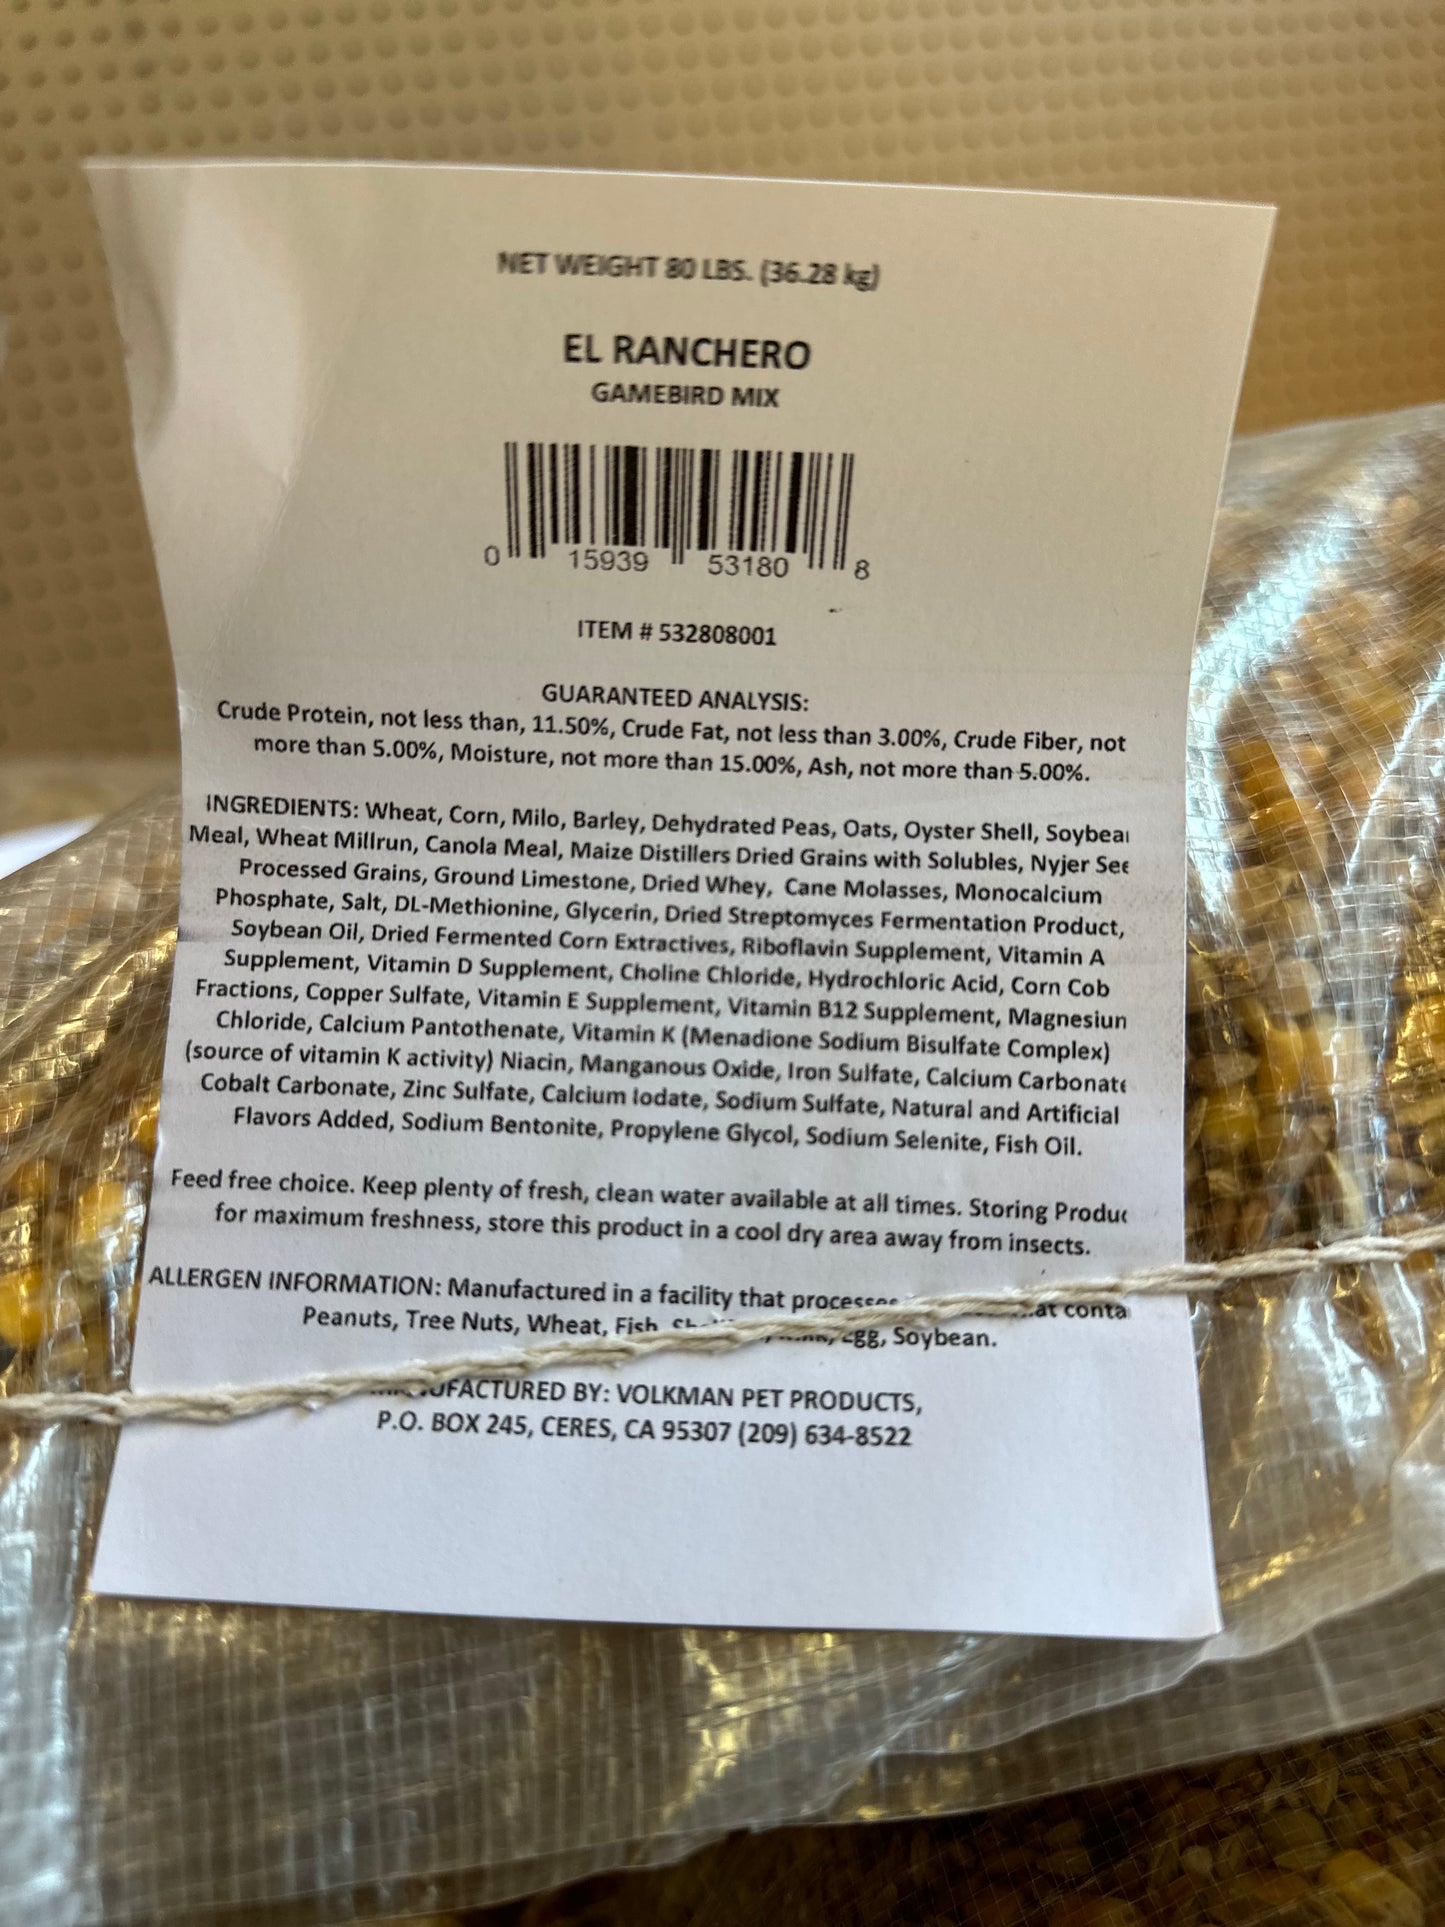 NET WEIGHT 80 LBS. (36.28 kg)
EL RANCHERO
GAMEBIRD MIX
0 15939 53180 8
ITEM # 532808001
GUARANTEED ANALYSIS:
Crude Protein, not less than, 11.50%, Crude Fat, not less than 3.00%, Crude Fiber, not
more than 5.00%, Moisture, not more than 15.00%, Ash, not more than 5.00%.
INGREDIENTS: Wheat, Corn, Milo, Barley, Dehydrated Peas, Oats, Oyster Shell, Soybean
Meal, Wheat Millrun, Canola Meal, Maize Distillers Dried Grains with Solubles, Nyjer See
Processed Grains, Ground Limestone, Dried Whey, Cane Molasses, Monocalcium
Phosphate, Salt, DL-Methionine, Glycerin, Dried Streptomyces Fermentation Product,
Soybean Oil, Dried Fermented Corn Extractives, Riboflavin Supplement, Vitamin A
Supplement, Vitamin D Supplement, Choline Chloride, Hydrochloric Acid, Corn Cob
Fractions, Copper Sulfate, Vitamin E Supplement, Vitamin B12 Supplement, Magnesiun
Chloride, Calcium Pantothenate, Vitamin K (Menadione Sodium Bisulfate Complex)
(source of vitamin K activity) Niacin, Manganous Oxide, Iron Sulfate, Calcium Carbonate
Cobalt Carbonate, Zinc Sulfate, Calcium Iodate, Sodium Sulfate, Natural and Artificial
Flavors Added, Sodium Bentonite, Propylene Glycol, Sodium Selenite, Fish Oil.
Feed free choice. Keep plenty of fresh, clean water available at all times. Storing Produc
for maximum freshness, store this product in a cool dry area away from insects.
ALLERGEN INFORMATION: Manufactured in a facility that processes conta
Peanuts, Tree Nuts, Wheat, Fish, Egg, Soybean.
MANUFACTURED BY: VOLKMAN PET PRODUCTS,
P.O. BOX 245, CERES, CA 95307 (209) 634-8522